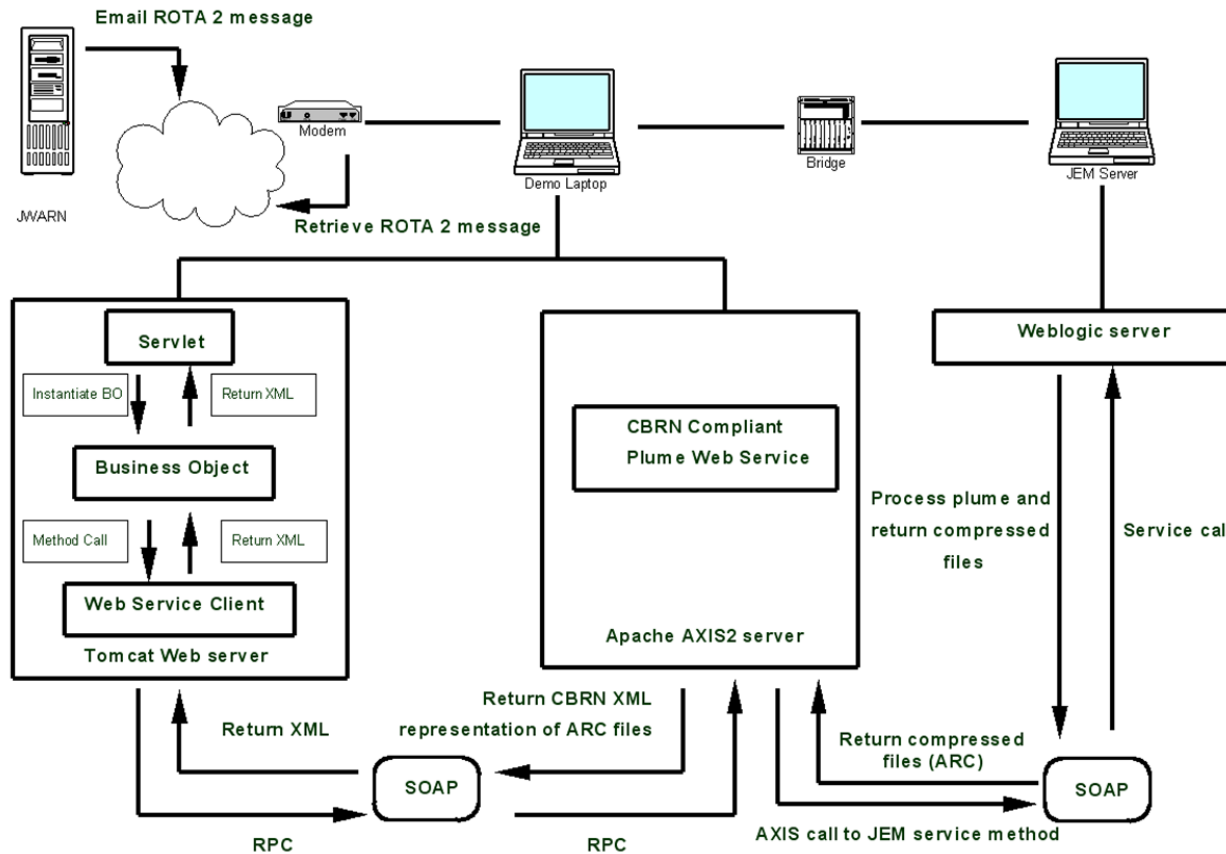 Email ROTA 2 message
JWARN
Modem
Retrieve ROTA 2 message
Demo Laptop
Bridge
JEM Server
Servlet
Instantiate BO
Return XML
Business Object
Method Call
Return XML
Web Service Client
Tomcat Web server
CBRN Compliant
Plume Web Service
Apache AXIS2 server
Weblogic server
Process plume and
return compressed
files
Service call
Return XML
Return CBRN XML
representation of ARC files
SOAP
RPC
RPC
Return compressed
files (ARC)
SOAP
AXIS call to JEM service method